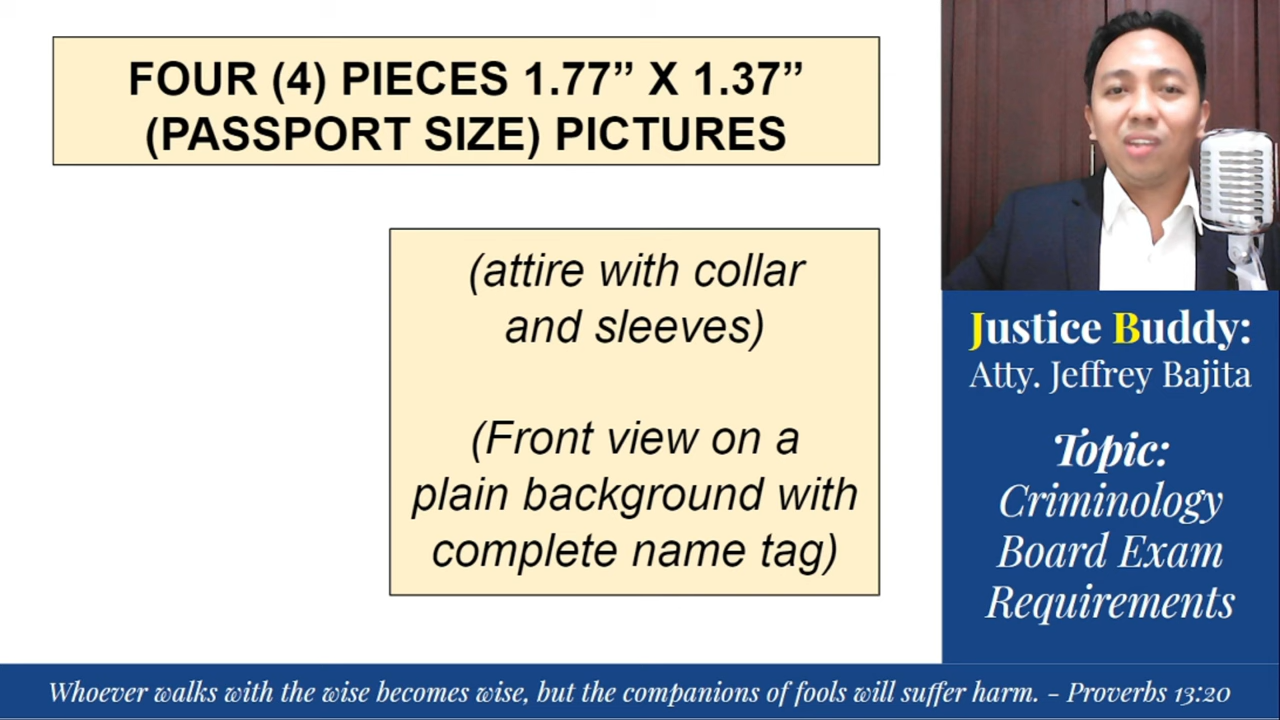 FOUR (4) PIECES 1.77” X 1.37”
(PASSPORT SIZE) PICTURES
(attire with collar
and sleeves)
(Front view on a
plain background with
complete name tag)
Justice Buddy:
Atty. Jeffrey Bajita
Topic:
Criminology
Board Exam
Requirements
Whoever walks with the wise becomes wise, but the companions of fools will suffer harm. – Proverbs 13:20